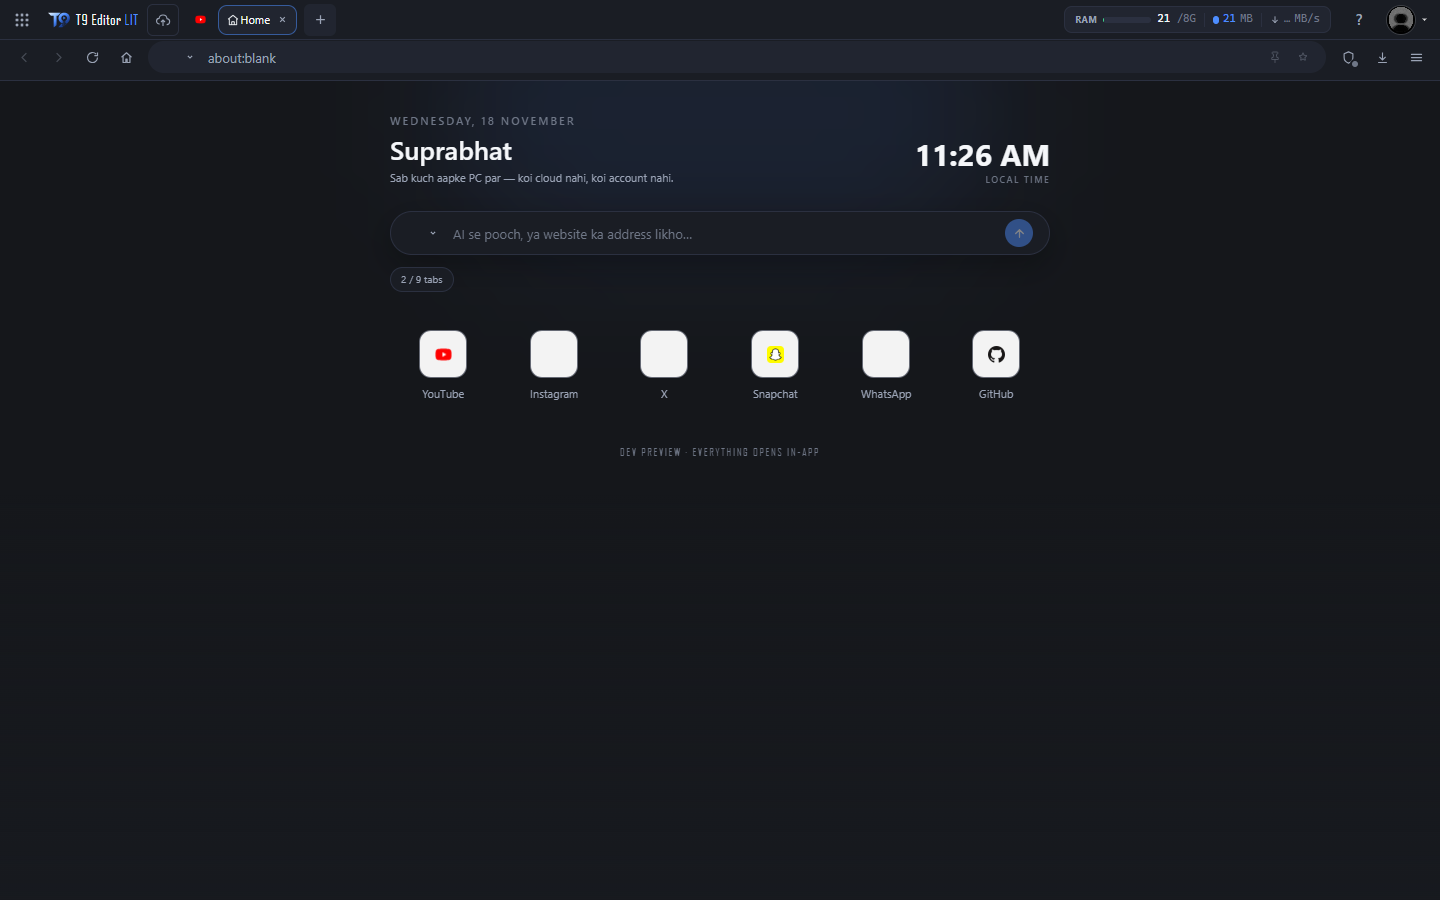 T9 Editor LIT
Home
RAM 21 /8G 21 MB ↓ … MB/s
?
about:blank
WEDNESDAY, 18 NOVEMBER
Suprabhat
11:26 AM
Sab kuch aapke PC par — koi cloud nahi, koi account nahi.
LOCAL TIME
AI se pooch, ya website ka address likho...
2 / 9 tabs
YouTube
Instagram
X
Snapchat
WhatsApp
GitHub
DEV PREVIEW · EVERYTHING OPENS IN-APP